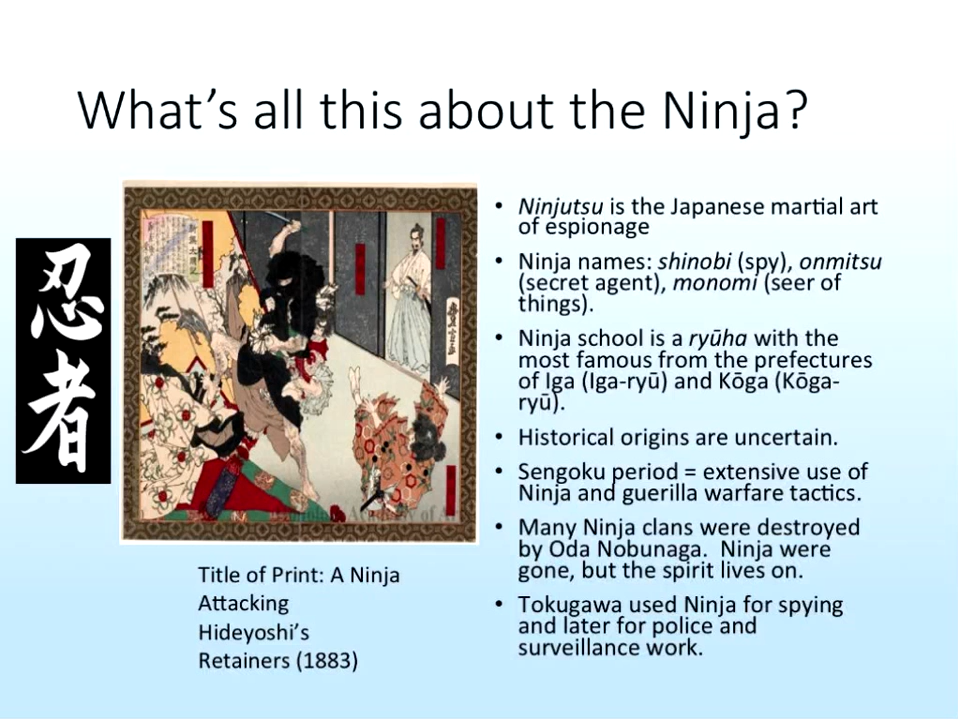 What's all this about the Ninja?
忍者
• Ninjutsu is the Japanese martial art
of espionage
• Ninja names: shinobi (spy), onmitsu
(secret agent), monomi (seer of
things).
• Ninja school is a ryūha with the
most famous from the prefectures
of Iga (Iga-ryū) and Kōga (Kōga-
ryū).
• Historical origins are uncertain.
• Sengoku period = extensive use of
Ninja and guerilla warfare tactics.
• Many Ninja clans were destroyed
by Oda Nobunaga.  Ninja were
gone, but the spirit lives on.
• Tokugawa used Ninja for spying
and later for police and
surveillance work.
Title of Print: A Ninja
Attacking
Hideyoshi's
Retainers (1883)